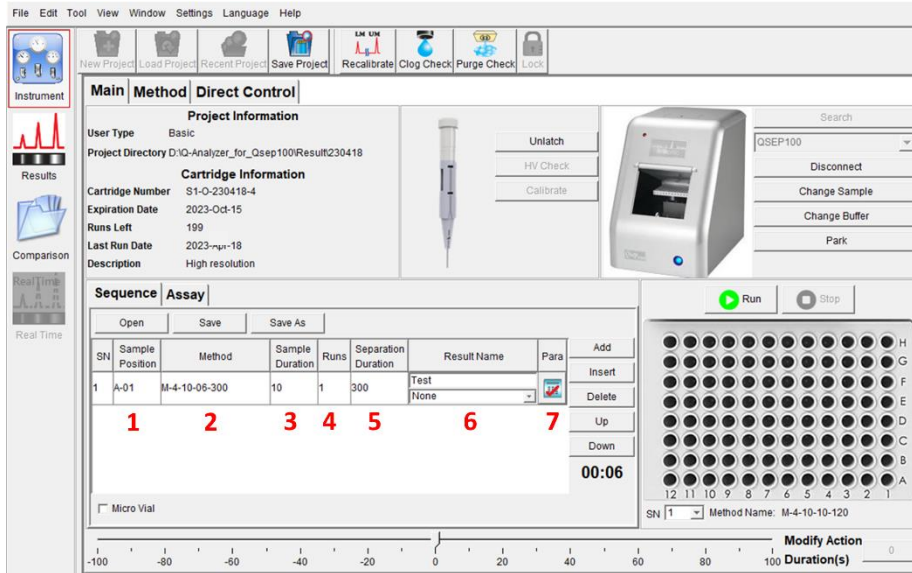 File Edit Tool View Window Settings Language Help
Instrument
Results
Comparison
RealTime
Real Time
New Project
Load Project
Recent Project
Save Project
LM UM
Recalibrate
Clog Check
Purge Check
Lock
Main Method Direct Control
Project Information
User Type Basic
Project Directory D:\Q-Analyzer_for_Qsep100\Result\230418
Cartridge Information
Cartridge Number S1-O-230418-4
Expiration Date 2023-Oct-15
Runs Left 199
Last Run Date 2023-Apr-18
Description High resolution
Unlatch
HV Check
Calibrate
Search
QSEP100
Disconnect
Change Sample
Change Buffer
Park
Sequence Assay
Open Save Save As
SN Sample Position Method Sample Duration Runs Separation Duration Result Name Para
1 A-01 M-4-10-06-300 10 1 300 Test
None
1 2 3 4 5 6 7
Add
Insert
Delete
Up
Down
00:06
Micro Vial
Run Stop
H
G
F
E
D
C
B
A
12 11 10 9 8 7 6 5 4 3 2 1
SN 1 Method Name: M-4-10-10-120
-100 -80 -60 -40 -20 0 20 40 60 80 100
Modify Action
Duration(s) 0